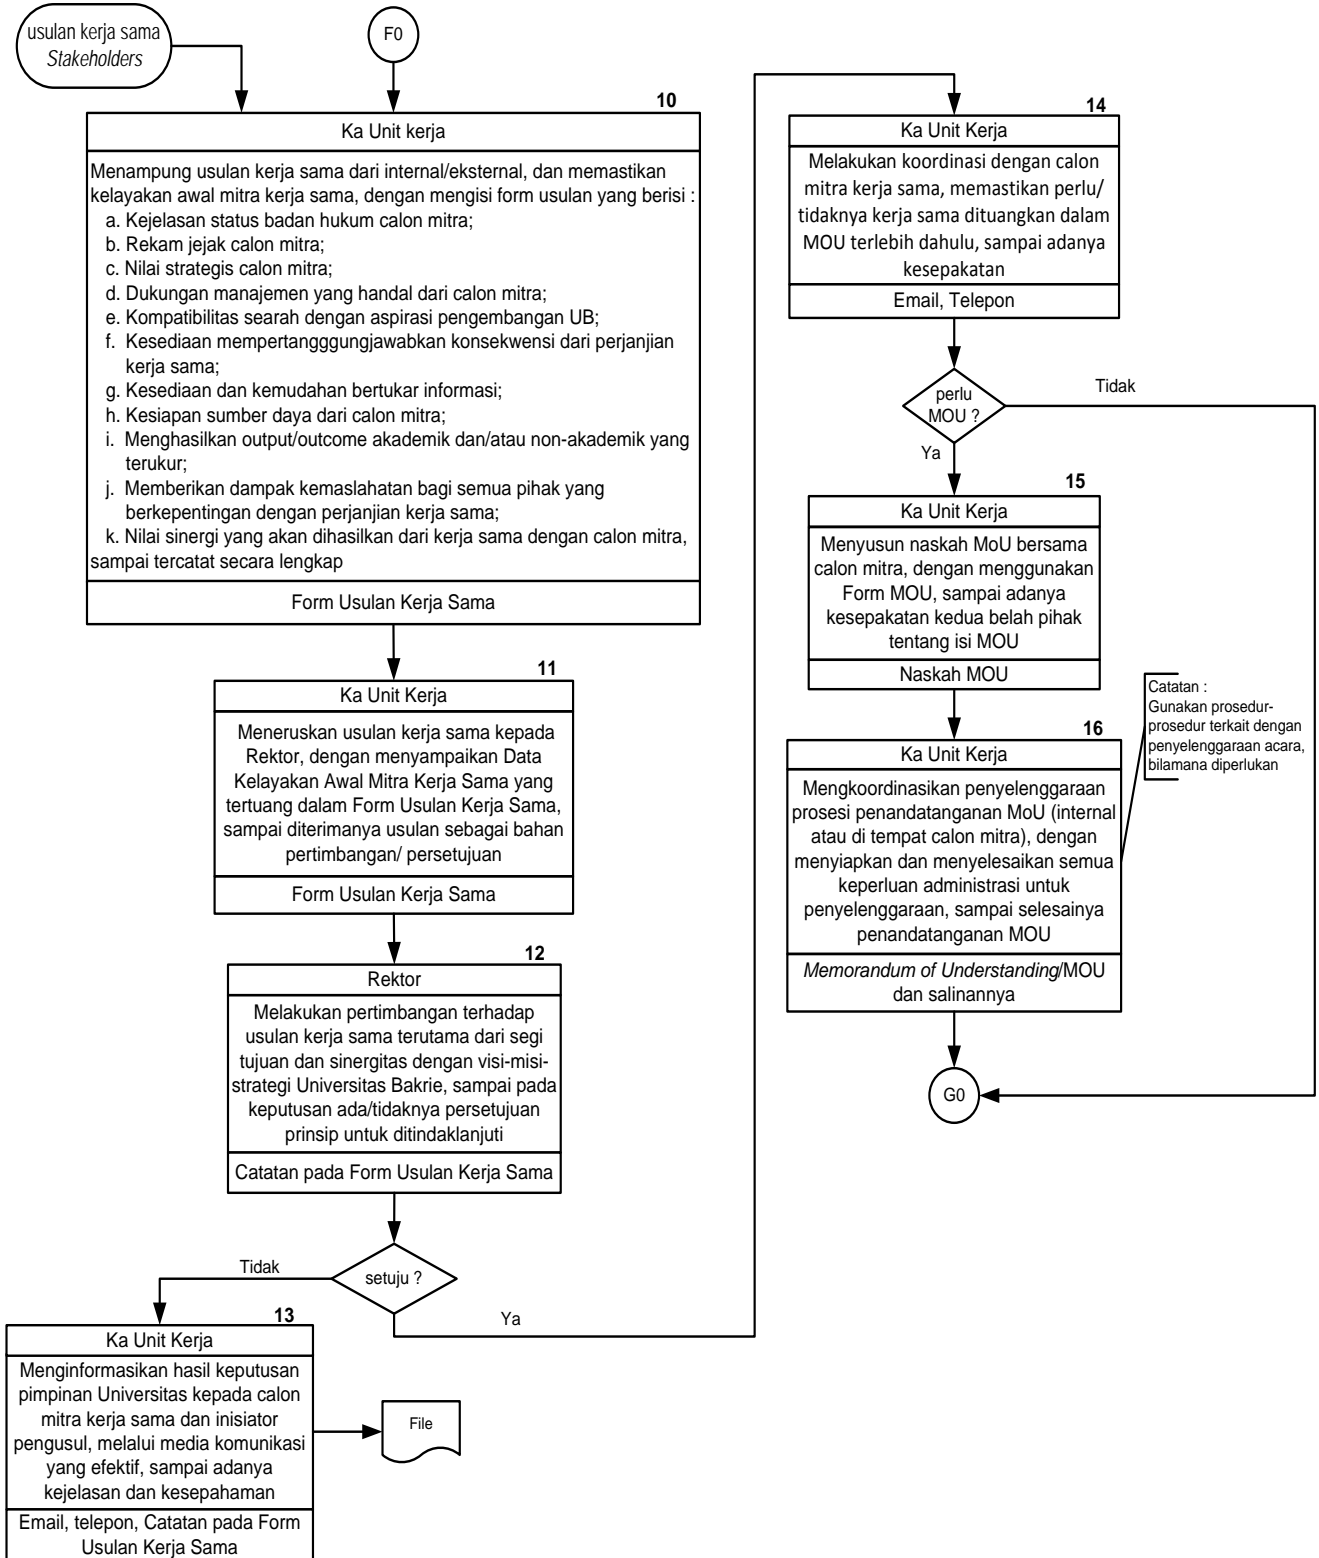 usulan kerja sama
Stakeholders
F0
10
Ka Unit kerja
Menampung usulan kerja sama dari internal/eksternal, dan memastikan
kelayakan awal mitra kerja sama, dengan mengisi form usulan yang berisi :
a. Kejelasan status badan hukum calon mitra;
b. Rekam jejak calon mitra;
c. Nilai strategis calon mitra;
d. Dukungan manajemen yang handal dari calon mitra;
e. Kompatibilitas searah dengan aspirasi pengembangan UB;
f. Kesediaan mempertangggungjawabkan konsekwensi dari perjanjian
kerja sama;
g. Kesediaan dan kemudahan bertukar informasi;
h. Kesiapan sumber daya dari calon mitra;
i. Menghasilkan output/outcome akademik dan/atau non-akademik yang
terukur;
j. Memberikan dampak kemaslahatan bagi semua pihak yang
berkepentingan dengan perjanjian kerja sama;
k. Nilai sinergi yang akan dihasilkan dari kerja sama dengan calon mitra,
sampai tercatat secara lengkap
Form Usulan Kerja Sama
11
Ka Unit Kerja
Meneruskan usulan kerja sama kepada
Rektor, dengan menyampaikan Data
Kelayakan Awal Mitra Kerja Sama yang
tertuang dalam Form Usulan Kerja Sama,
sampai diterimanya usulan sebagai bahan
pertimbangan/ persetujuan
Form Usulan Kerja Sama
12
Rektor
Melakukan pertimbangan terhadap
usulan kerja sama terutama dari segi
tujuan dan sinergitas dengan visi-misi-
strategi Universitas Bakrie, sampai pada
keputusan ada/tidaknya persetujuan
prinsip untuk ditindaklanjuti
Catatan pada Form Usulan Kerja Sama
setuju ?
Tidak
Ya
13
Ka Unit Kerja
Menginformasikan hasil keputusan
pimpinan Universitas kepada calon
mitra kerja sama dan inisiator
pengusul, melalui media komunikasi
yang efektif, sampai adanya
kejelasan dan kesepahaman
Email, telepon, Catatan pada Form
Usulan Kerja Sama
File
14
Ka Unit Kerja
Melakukan koordinasi dengan calon
mitra kerja sama, memastikan perlu/
tidaknya kerja sama dituangkan dalam
MOU terlebih dahulu, sampai adanya
kesepakatan
Email, Telepon
perlu
MOU ?
Tidak
Ya
15
Ka Unit Kerja
Menyusun naskah MoU bersama
calon mitra, dengan menggunakan
Form MOU, sampai adanya
kesepakatan kedua belah pihak
tentang isi MOU
Naskah MOU
16
Ka Unit Kerja
Mengkoordinasikan penyelenggaraan
prosesi penandatanganan MoU (internal
atau di tempat calon mitra), dengan
menyiapkan dan menyelesaikan semua
keperluan administrasi untuk
penyelenggaraan, sampai selesainya
penandatanganan MOU
Memorandum of Understanding/MOU
dan salinannya
Catatan :
Gunakan prosedur-
prosedur terkait dengan
penyelenggaraan acara,
bilamana diperlukan
G0